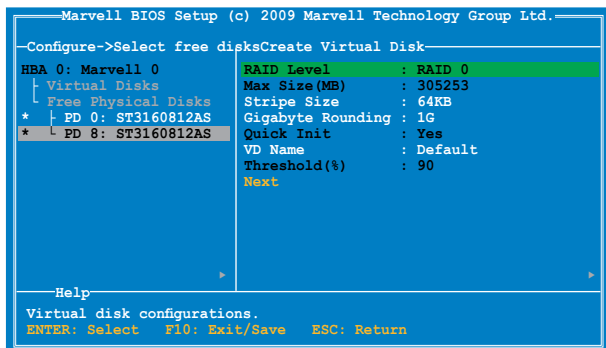 Marvell BIOS Setup (c) 2009 Marvell Technology Group Ltd.
Configure->Select free disksCreate Virtual Disk
HBA 0: Marvell 0
Virtual Disks
Free Physical Disks
* PD 0: ST3160812AS
* PD 8: ST3160812AS
RAID Level : RAID 0
Max Size(MB) : 305253
Stripe Size : 64KB
Gigabyte Rounding : 1G
Quick Init : Yes
VD Name : Default
Threshold(%) : 90
Next
Help
Virtual disk configurations.
ENTER: Select F10: Exit/Save ESC: Return